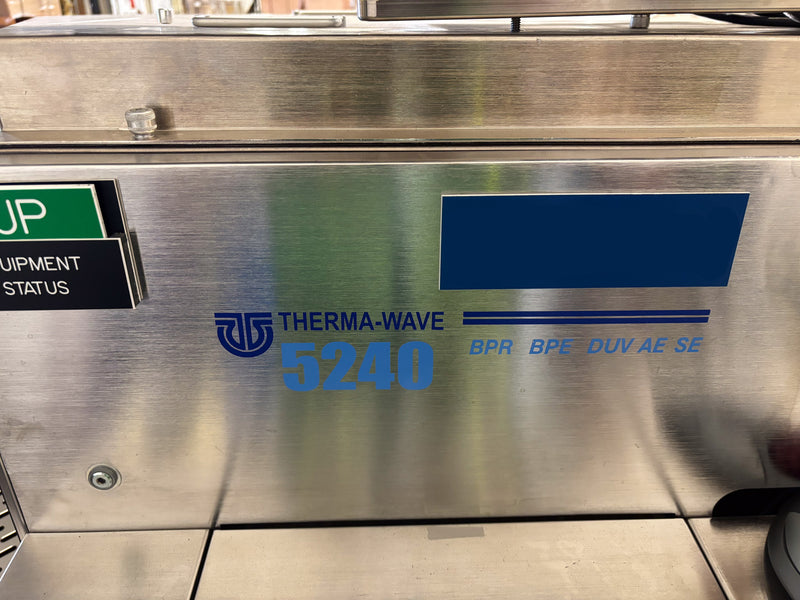 UP
UIPMENT
STATUS
THERMA-WAVE
5240
BPR BPE DUV AE SE